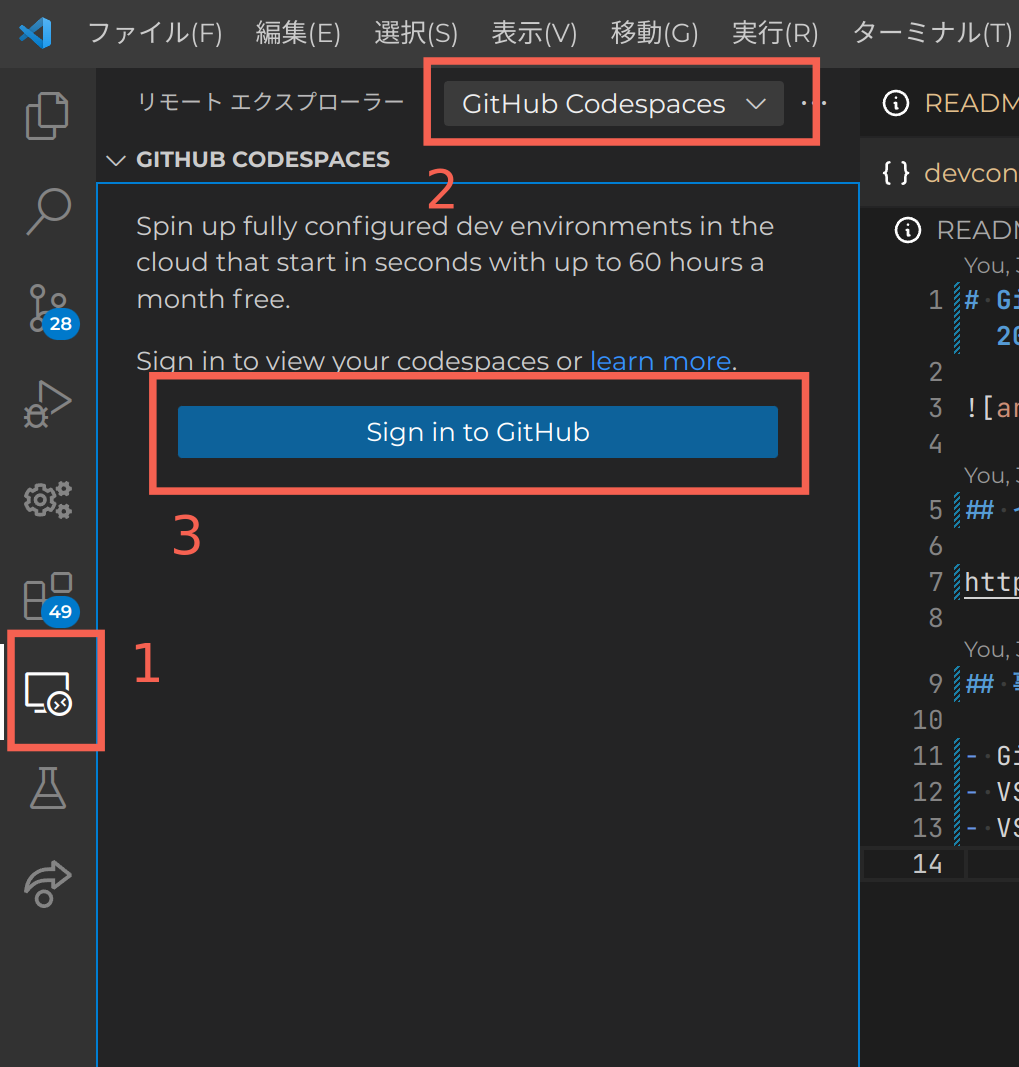 ファイル(F) 編集(E) 選択(S) 表示(V) 移動(G) 実行(R) ターミナル(T)
リモート エクスプローラー GitHub Codespaces ···
GITHUB CODESPACES
2
Spin up fully configured dev environments in the
cloud that start in seconds with up to 60 hours a
month free.
Sign in to view your codespaces or learn more.
Sign in to GitHub
3
28
49
1
READM
{ } devcon
READM
You,
1 # Gi
20
2
3 ![ar
4
You,
5 ##
6
7 http
8
You,
9 ##
10
11 - Gi
12 - VS
13 - VS
14